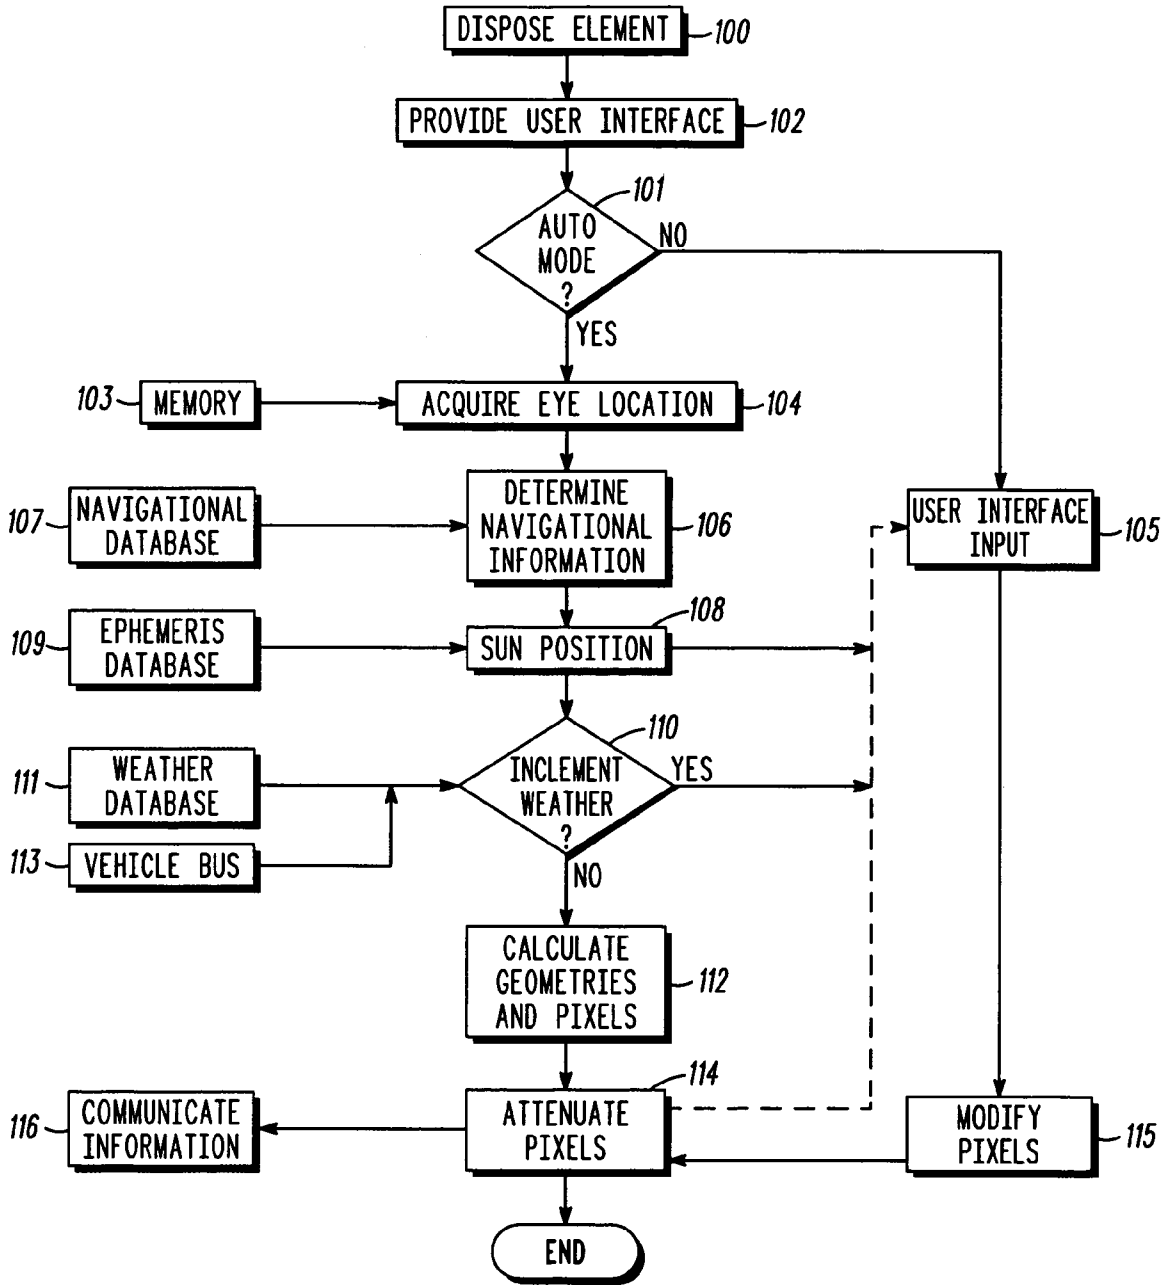 DISPOSE ELEMENT
100
PROVIDE USER INTERFACE
102
101
AUTO
MODE
?
NO
YES
103
MEMORY
ACQUIRE EYE LOCATION
104
107
NAVIGATIONAL
DATABASE
DETERMINE
NAVIGATIONAL
INFORMATION
106
USER INTERFACE
INPUT
105
109
EPHEMERIS
DATABASE
108
SUN POSITION
111
WEATHER
DATABASE
110
INCLEMENT
WEATHER
?
YES
NO
113
VEHICLE BUS
CALCULATE
GEOMETRIES
AND PIXELS
112
116
COMMUNICATE
INFORMATION
114
ATTENUATE
PIXELS
MODIFY
PIXELS
115
END